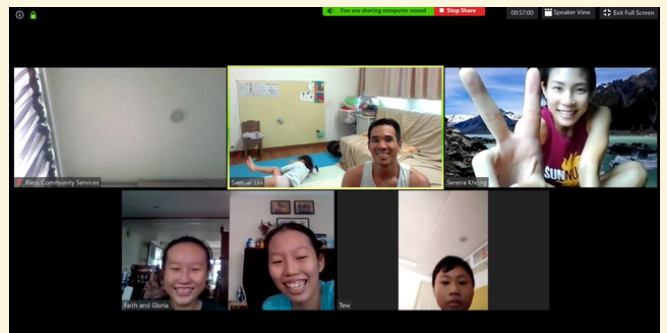 You are sharing computer sound
Stop Share
00:57:00
Speaker View
Exit Full Screen
Bless Community Services
Samuel Lin
Serena Khong
Faith and Gloria
Tew